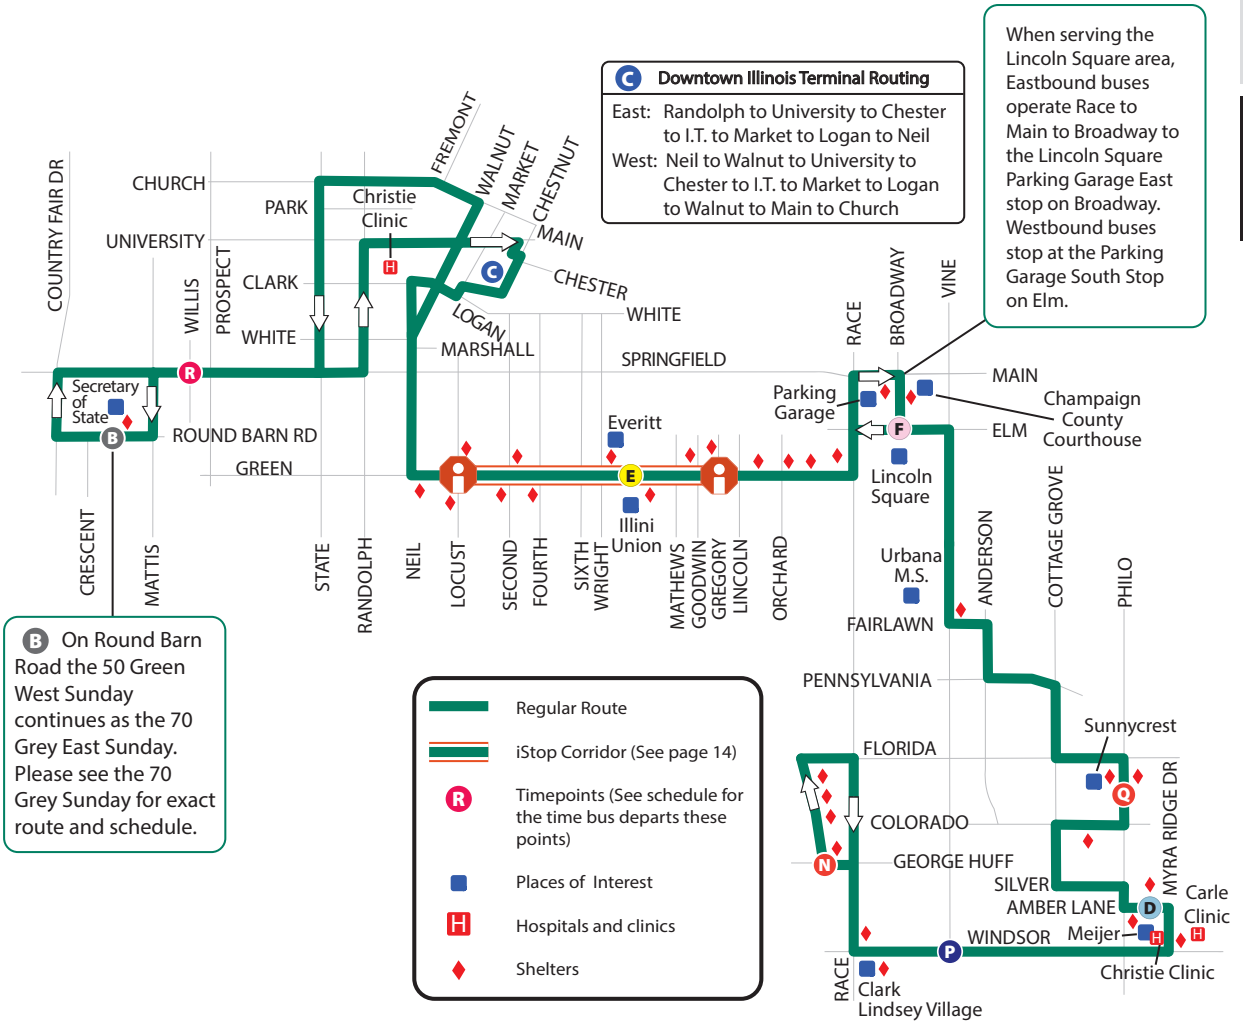 When serving the
Lincoln Square area,
Eastbound buses
operate Race to
Main to Broadway to
the Lincoln Square
Parking Garage East
stop on Broadway.
Westbound buses
stop at the Parking
Garage South Stop
on Elm.
C Downtown Illinois Terminal Routing
East: Randolph to University to Chester
to I.T. to Market to Logan to Neil
West: Neil to Walnut to University to
Chester to I.T. to Market to Logan
to Walnut to Main to Church
COUNTRY FAIR DR
CHURCH
PARK
UNIVERSITY
CLARK
WHITE
WILLIS
PROSPECT
Christie
Clinic
H
FREMONT
WALNUT
MARKET
CHESTNUT
MAIN
CHESTER
C
LOGAN
WHITE
MARSHALL
SPRINGFIELD
R
Secretary
of
State
B
ROUND BARN RD
GREEN
CRESCENT
MATTIS
STATE
RANDOLPH
NEIL
LOCUST
SECOND
FOURTH
SIXTH
WRIGHT
MATHEWS
GOODWIN
GREGORY
LINCOLN
ORCHARD
Everitt
E
Illini
Union
RACE
BROADWAY
VINE
MAIN
Parking
Garage
Champaign
County
Courthouse
F
ELM
Lincoln
Square
Urbana
M.S.
ANDERSON
COTTAGE GROVE
PHILO
FAIRLAWN
PENNSYLVANIA
Sunnycrest
Q
FLORIDA
COLORADO
GEORGE HUFF
N
MYRA RIDGE DR
SILVER
AMBER LANE
D
Carle
Clinic
H
Meijer
H
WINDSOR
P
Christie Clinic
RACE
Clark
Lindsey Village
B On Round Barn
Road the 50 Green
West Sunday
continues as the 70
Grey East Sunday.
Please see the 70
Grey Sunday for exact
route and schedule.
Regular Route
iStop Corridor (See page 14)
R Timepoints (See schedule for
the time bus departs these
points)
Places of Interest
H Hospitals and clinics
Shelters